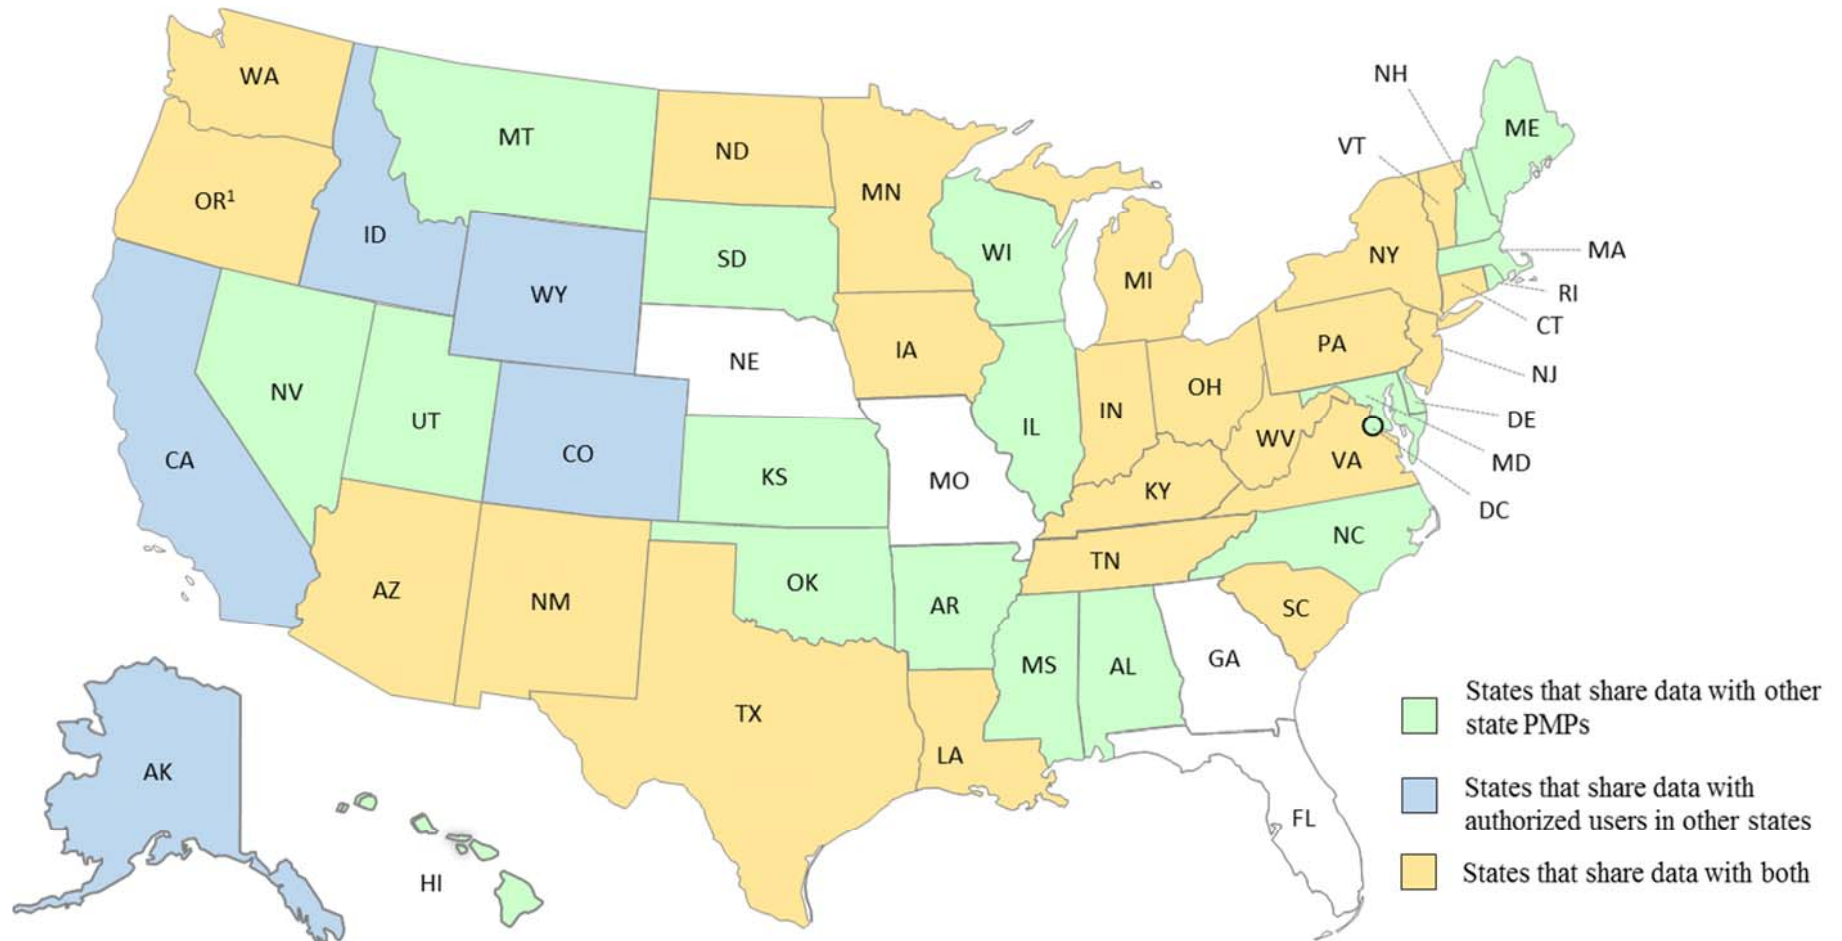 WA
NH
ME
MT
VT
ND
MN
OR¹
ID
MA
SD
WI
NY
MI
WY
RI
CT
PA
IA
NE
NJ
NV
OH
IN
DE
UT
IL
WV
CO
CA
VA
MD
KS
MO
KY
DC
NC
TN
AZ
OK
NM
AR
SC
GA
MS
AL
States that share data with other
state PMPs
TX
LA
AK
States that share data with
authorized users in other states
FL
HI
States that share data with both